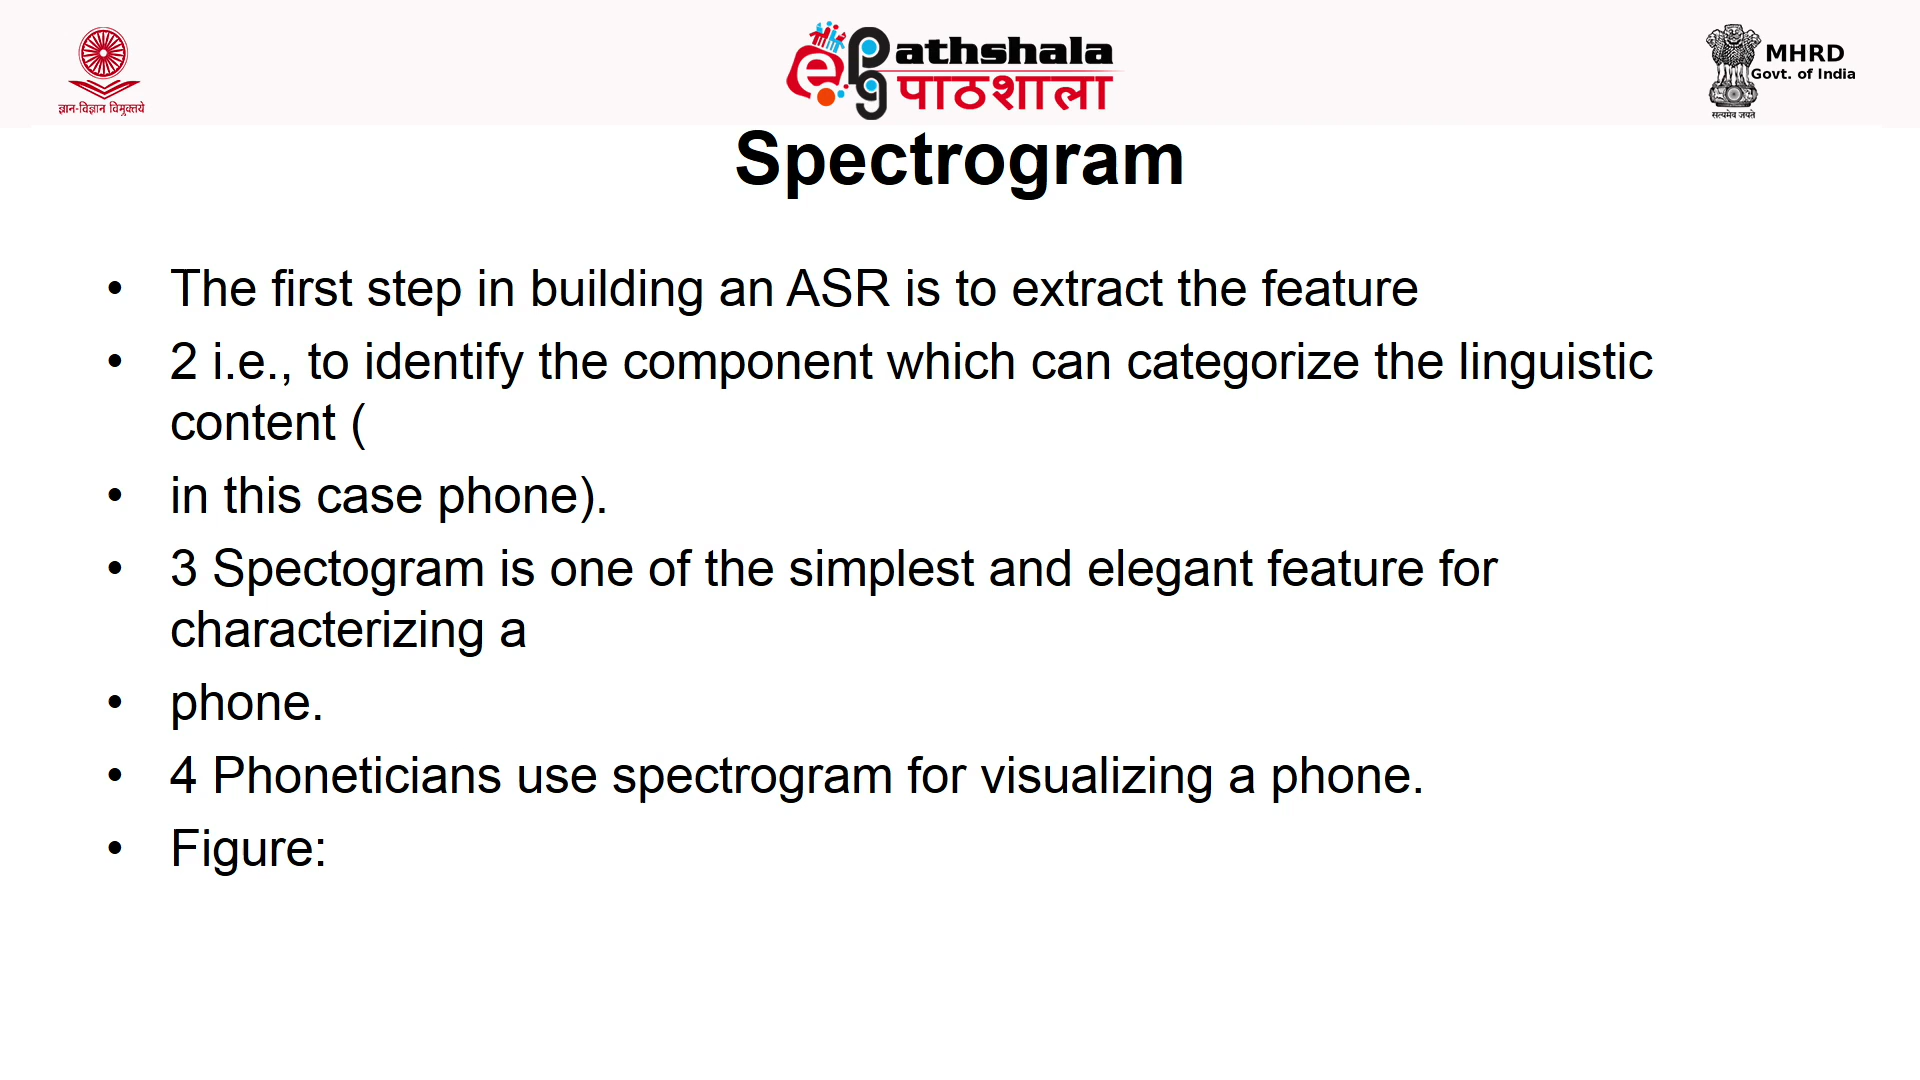 ज्ञान-विज्ञान विमुक्तये
ePathshala
पाठशाला
MHRD
Govt. of India
सत्यमेव जयते
Spectrogram
• The first step in building an ASR is to extract the feature
• 2 i.e., to identify the component which can categorize the linguistic
content (
• in this case phone).
• 3 Spectogram is one of the simplest and elegant feature for
characterizing a
• phone.
• 4 Phoneticians use spectrogram for visualizing a phone.
• Figure: